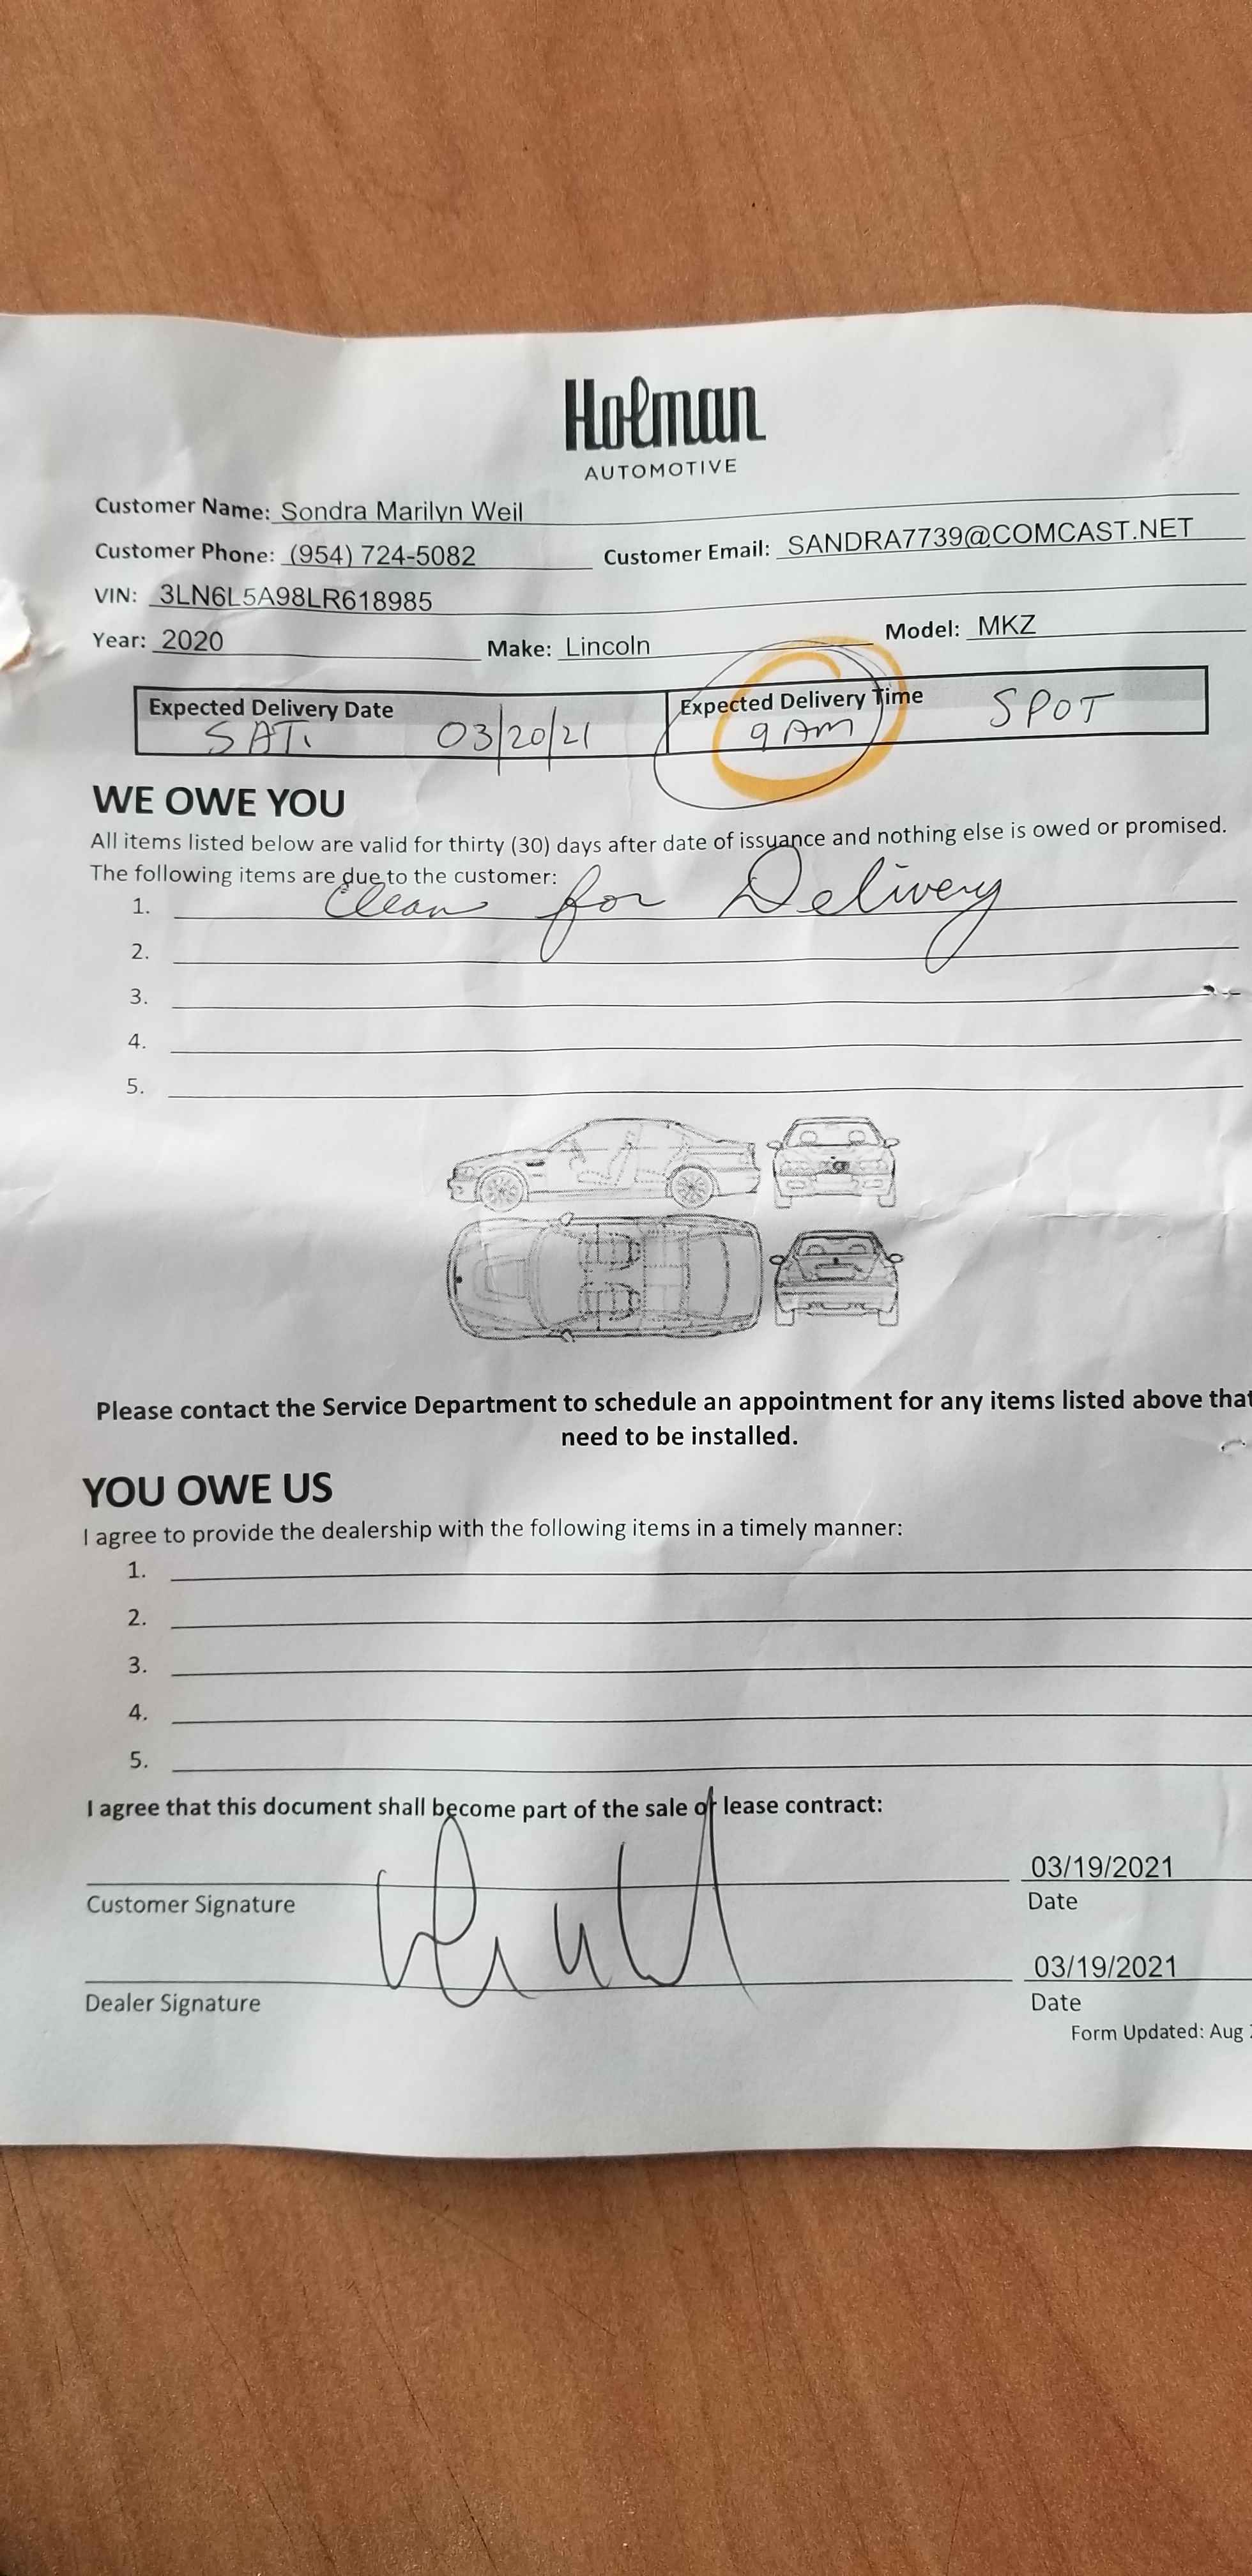 Holman
AUTOMOTIVE
Customer Name: Sondra Marilyn Weil
Customer Phone: (954) 724-5082 Customer Email: SANDRA7739@COMCAST.NET
VIN: 3LN6L5A98LR618985
Year: 2020 Make: Lincoln Model: MKZ
Expected Delivery Date Expected Delivery Time
SAT. 03/20/21 9 AM SPOT
WE OWE YOU
All items listed below are valid for thirty (30) days after date of issuance and nothing else is owed or promised.
The following items are due to the customer:
1. Clean for Delivery
2.
3.
4.
5.
Please contact the Service Department to schedule an appointment for any items listed above that
need to be installed.
YOU OWE US
I agree to provide the dealership with the following items in a timely manner:
1.
2.
3.
4.
5.
I agree that this document shall become part of the sale or lease contract:
03/19/2021
Customer Signature Date
03/19/2021
Dealer Signature Date
Form Updated: Aug